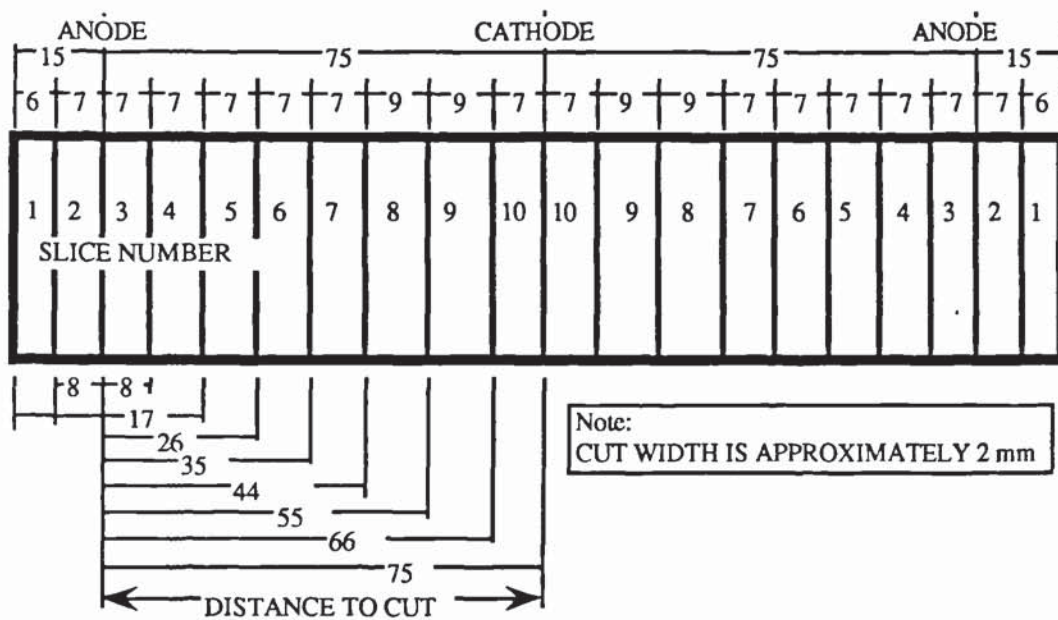 ANODE CATHODE ANODE
15 75 75 15
6 7 7 7 7 7 7 9 9 7 7 9 9 7 7 7 7 7 7 6
1 2 3 4 5 6 7 8 9 10 10 9 8 7 6 5 4 3 2 1
SLICE NUMBER
8 8
17
26
35
44
55
66
75
DISTANCE TO CUT
Note:
CUT WIDTH IS APPROXIMATELY 2 mm